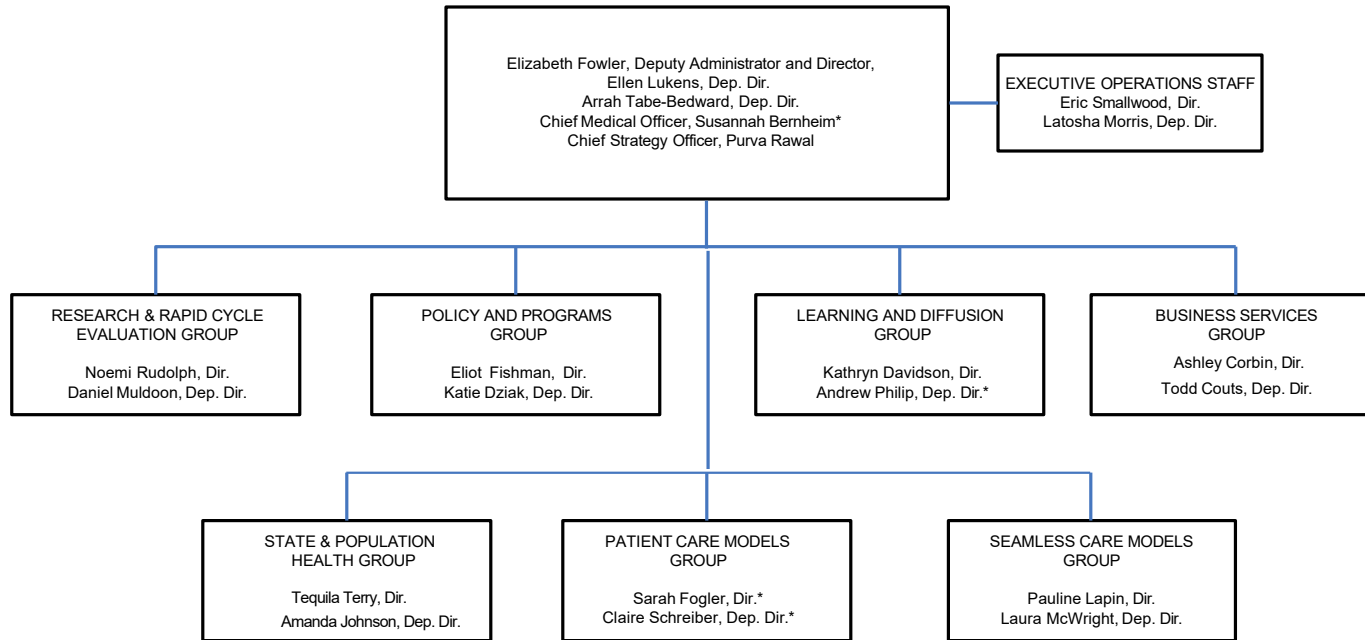 Elizabeth Fowler, Deputy Administrator and Director,
Ellen Lukens, Dep. Dir.
Arrah Tabe-Bedward, Dep. Dir.
Chief Medical Officer, Susannah Bernheim*
Chief Strategy Officer, Purva Rawal
EXECUTIVE OPERATIONS STAFF
Eric Smallwood, Dir.
Latosha Morris, Dep. Dir.
RESEARCH & RAPID CYCLE
EVALUATION GROUP
Noemi Rudolph, Dir.
Daniel Muldoon, Dep. Dir.
POLICY AND PROGRAMS
GROUP
Eliot Fishman, Dir.
Katie Dziak, Dep. Dir.
LEARNING AND DIFFUSION
GROUP
Kathryn Davidson, Dir.
Andrew Philip, Dep. Dir.*
BUSINESS SERVICES
GROUP
Ashley Corbin, Dir.
Todd Couts, Dep. Dir.
STATE & POPULATION
HEALTH GROUP
Tequila Terry, Dir.
Amanda Johnson, Dep. Dir.
PATIENT CARE MODELS
GROUP
Sarah Fogler, Dir.*
Claire Schreiber, Dep. Dir.*
SEAMLESS CARE MODELS
GROUP
Pauline Lapin, Dir.
Laura McWright, Dep. Dir.